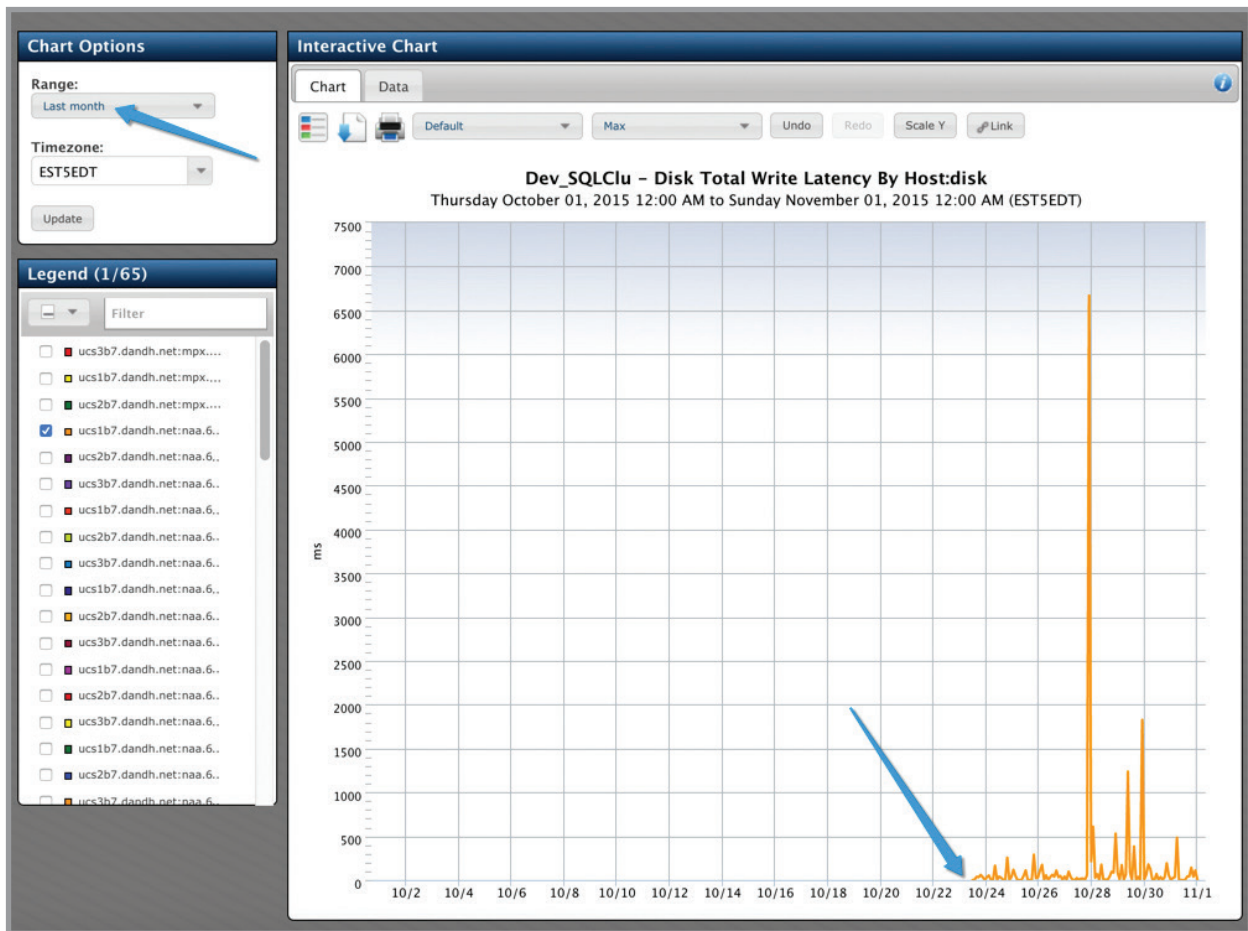 Chart Options
Range:
Last month
Timezone:
EST5EDT
Update
Legend (1/65)
Filter
ucs3b7.dandh.net:mpx....
ucs1b7.dandh.net:mpx....
ucs2b7.dandh.net:mpx....
ucs1b7.dandh.net:naa.6..
ucs2b7.dandh.net:naa.6..
ucs3b7.dandh.net:naa.6..
ucs1b7.dandh.net:naa.6..
ucs2b7.dandh.net:naa.6..
ucs3b7.dandh.net:naa.6..
ucs1b7.dandh.net:naa.6..
ucs2b7.dandh.net:naa.6..
ucs3b7.dandh.net:naa.6..
ucs1b7.dandh.net:naa.6..
ucs2b7.dandh.net:naa.6..
ucs3b7.dandh.net:naa.6..
ucs1b7.dandh.net:naa.6..
ucs2b7.dandh.net:naa.6..
ucs3b7.dandh.net:naa.6..
Interactive Chart
Chart Data
Default Max Undo Redo Scale Y Link
Dev_SQLClu – Disk Total Write Latency By Host:disk
Thursday October 01, 2015 12:00 AM to Sunday November 01, 2015 12:00 AM (EST5EDT)
7500
7000
6500
6000
5500
5000
4500
4000
ms
3500
3000
2500
2000
1500
1000
500
0
10/2 10/4 10/6 10/8 10/10 10/12 10/14 10/16 10/18 10/20 10/22 10/24 10/26 10/28 10/30 11/1